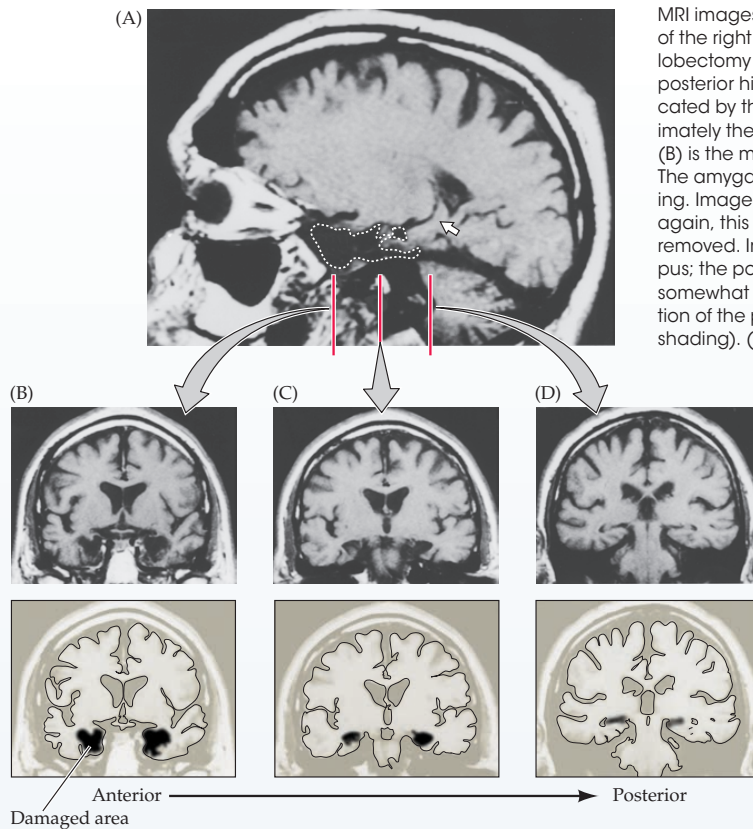 (A)
MRI images
of the right
lobectomy
posterior hi
cated by th
imately the
(B) is the m
The amygda
ing. Image
again, this
removed. In
pus; the po
somewhat
tion of the p
shading). (
(B)
(C)
(D)
Anterior
Posterior
Damaged area